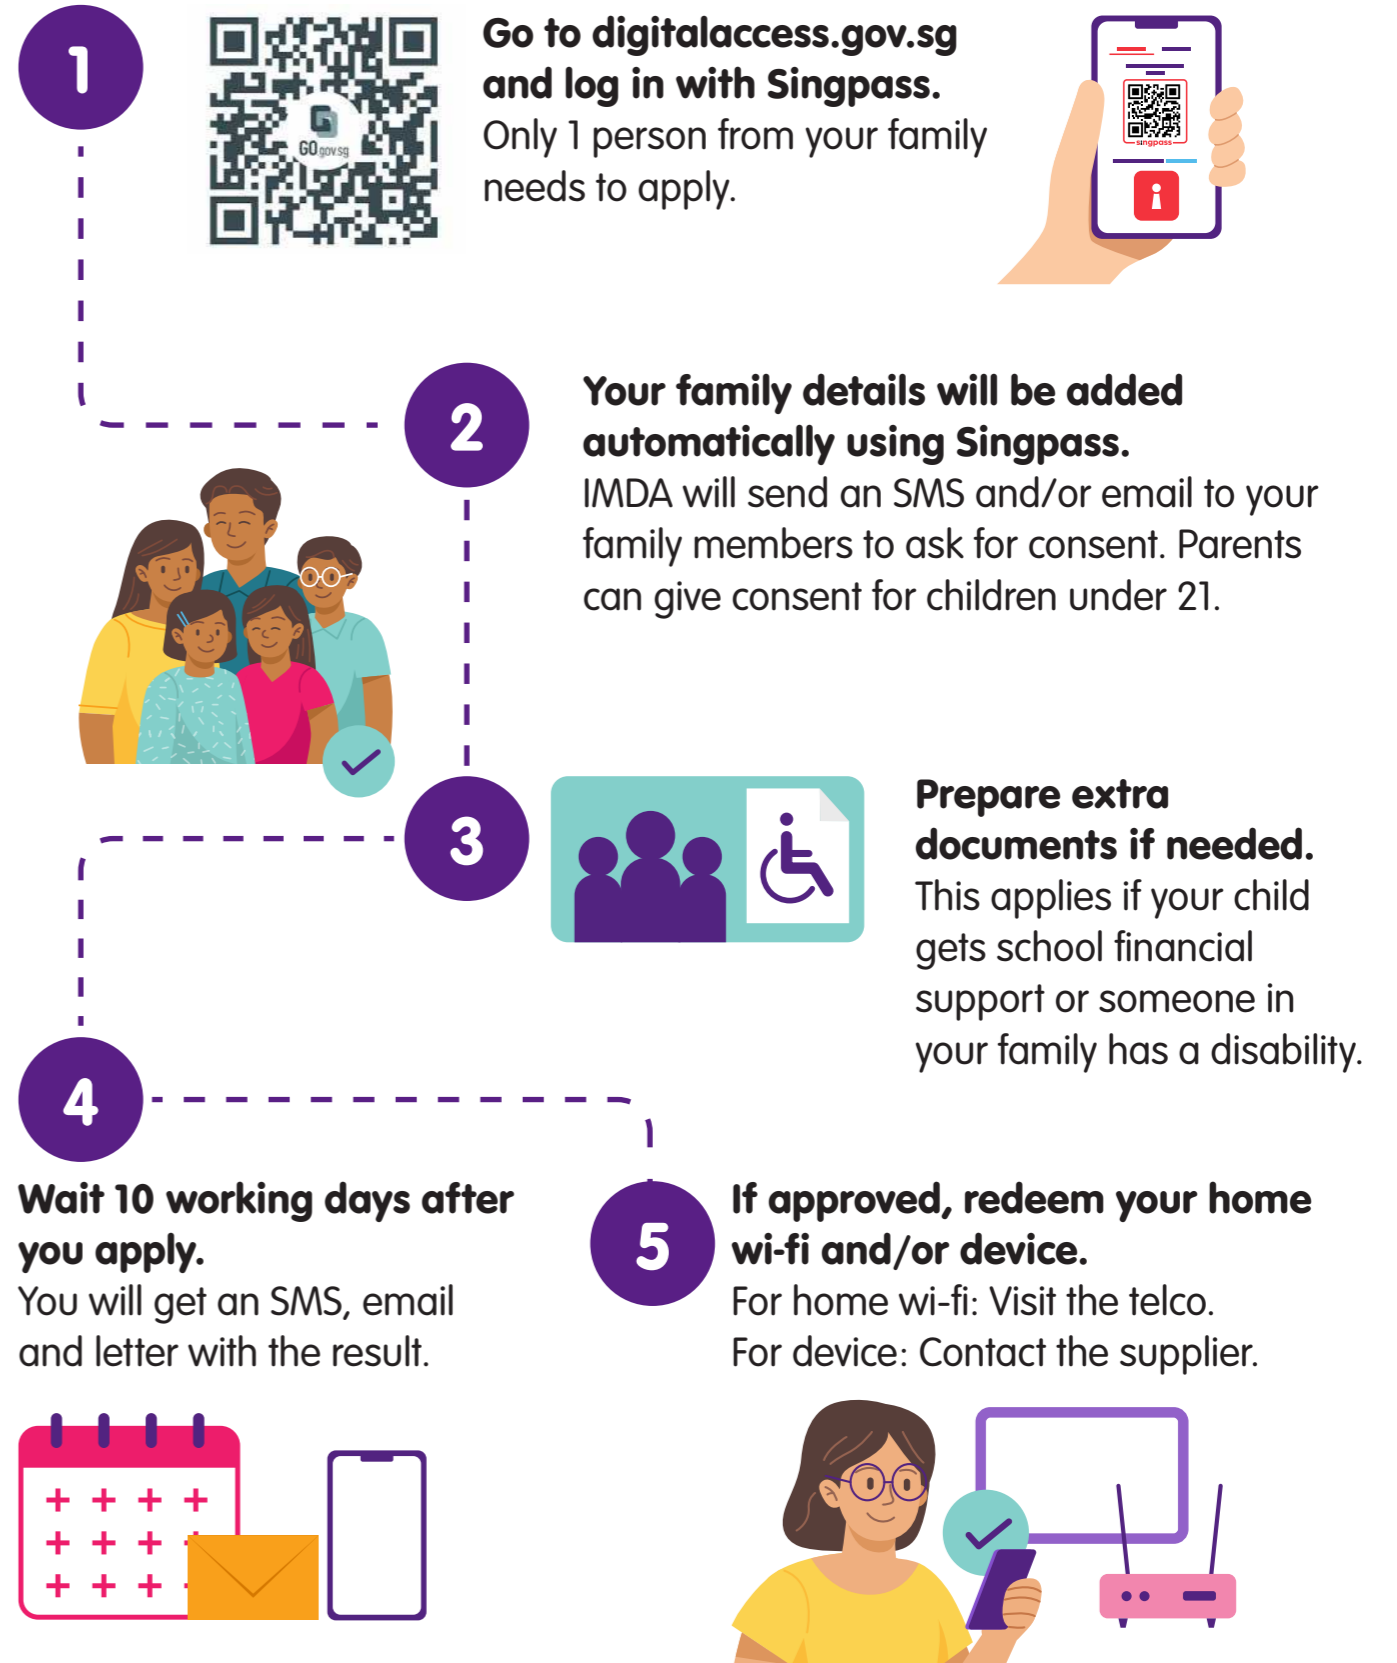 1
GO.gov.sg
Go to digitalaccess.gov.sg
and log in with Singpass.
Only 1 person from your family
needs to apply.
singpass
2
Your family details will be added
automatically using Singpass.
IMDA will send an SMS and/or email to your
family members to ask for consent. Parents
can give consent for children under 21.
3
Prepare extra
documents if needed.
This applies if your child
gets school financial
support or someone in
your family has a disability.
4
Wait 10 working days after
you apply.
You will get an SMS, email
and letter with the result.
5
If approved, redeem your home
wi-fi and/or device.
For home wi-fi: Visit the telco.
For device: Contact the supplier.